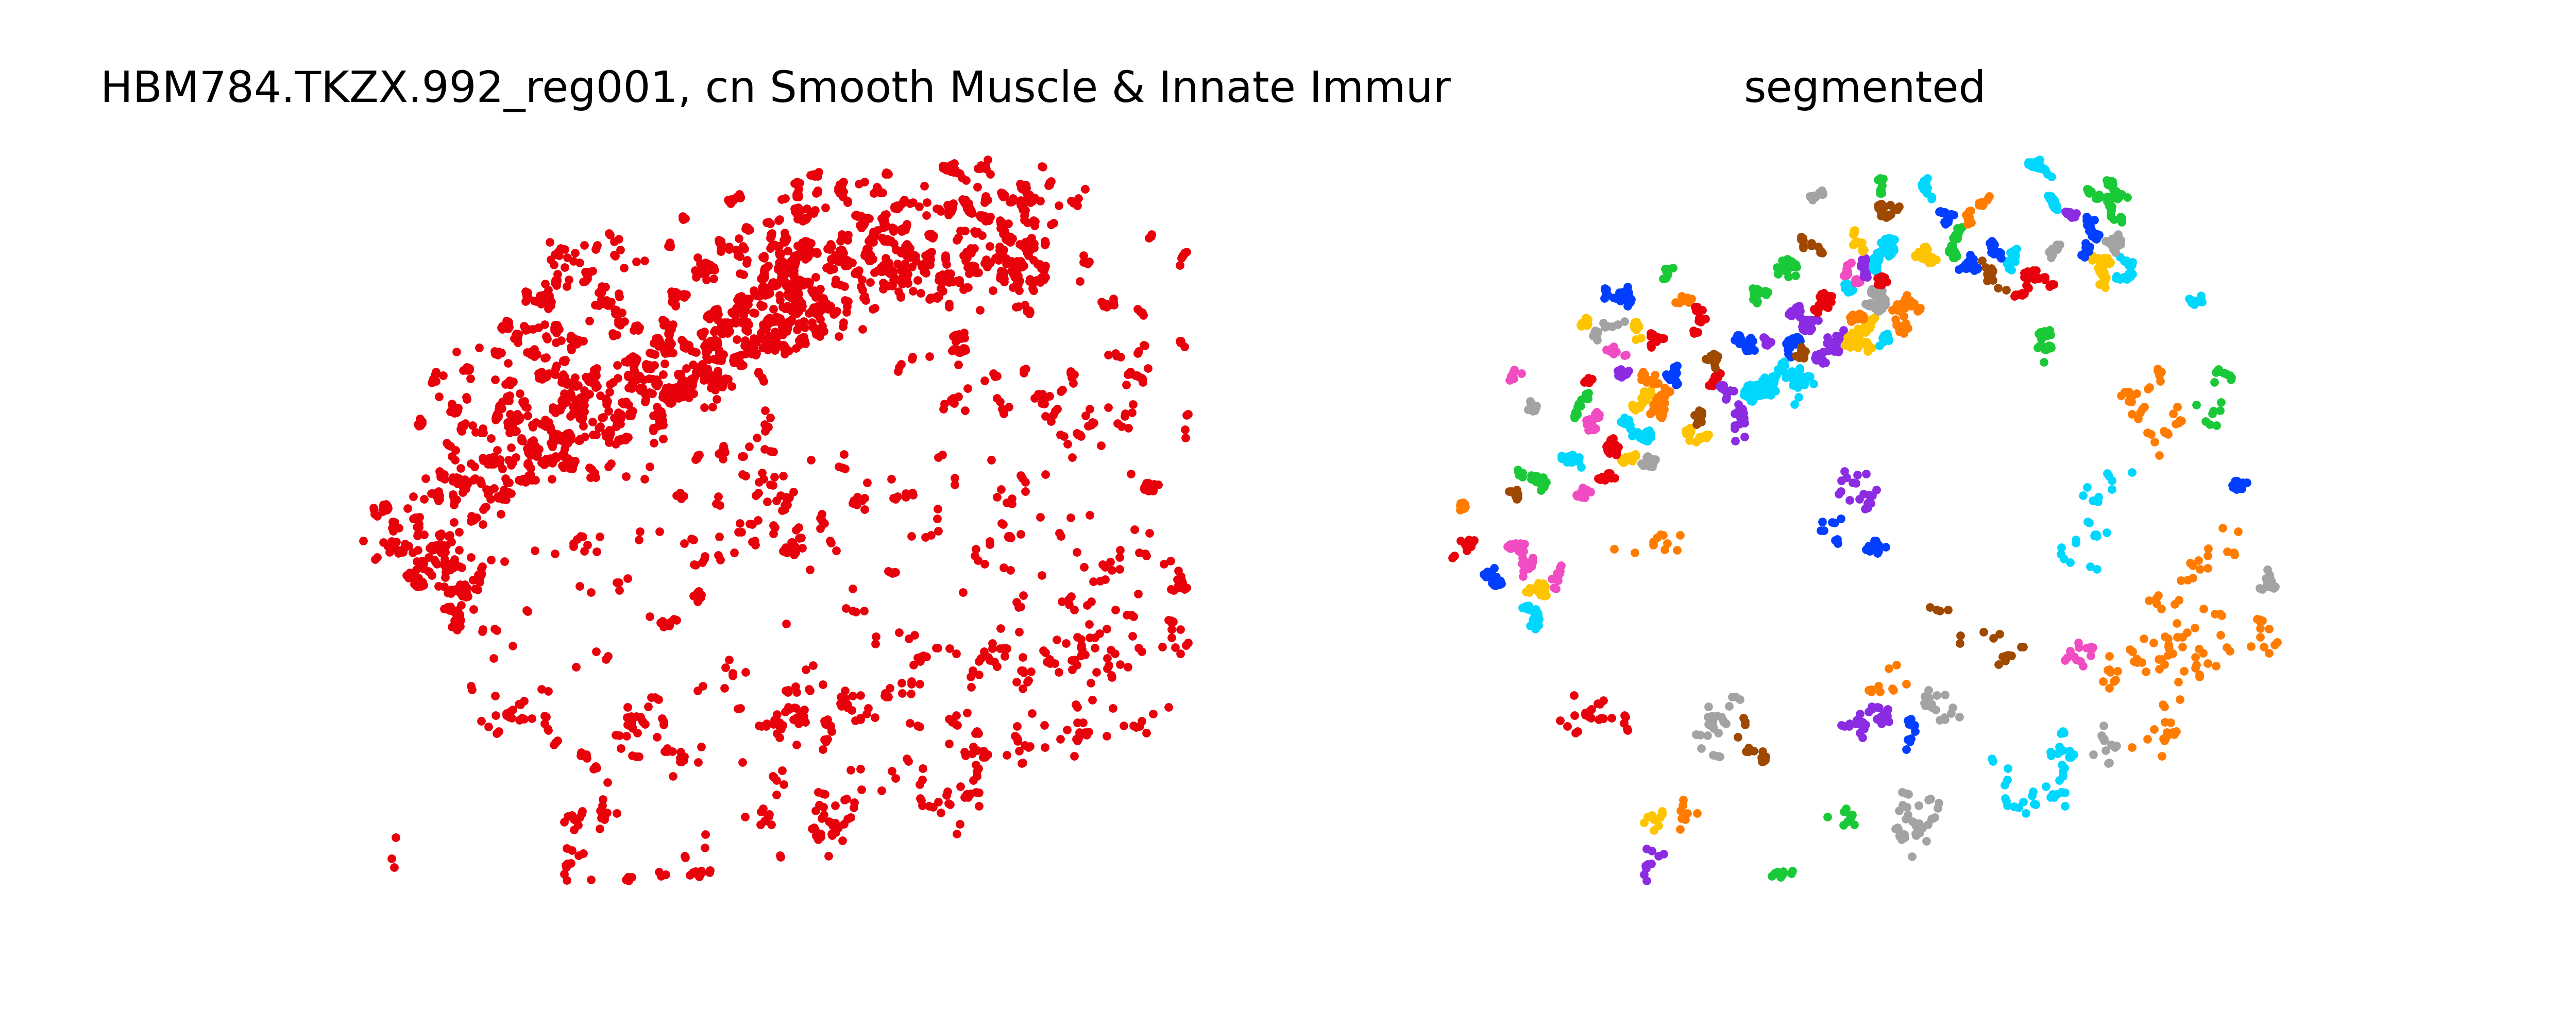 HBM784.TKZX.992_reg001, cn Smooth Muscle & Innate Immur
segmented